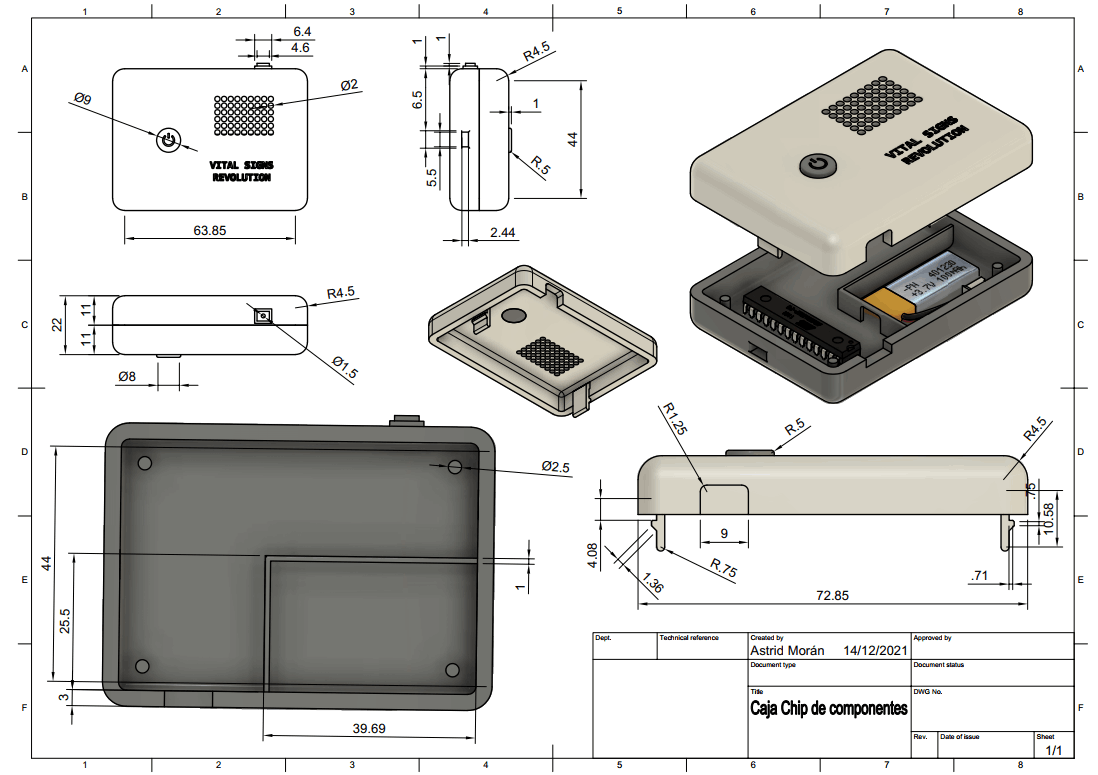 1 2 3 4 5 6 7 8
A A
B B
C C
D D
E E
F F
6.4
4.6
Ø9
Ø2
VITAL SIGNS
REVOLUTION
63.85
1
1
R4.5
6.5
1
44
R.5
5.5
2.44
VITAL SIGNS
REVOLUTION
-PH 401230
+3.7V 100mAh
22
11
11
R4.5
Ø8
Ø1.5
Ø2.5
44
25.5
3
1
39.69
R1.25
R.5
R4.5
.75
10.58
9
4.08
1.36
R.75
.71
72.85
Dept.
Technical reference
Created by
Astrid Morán 14/12/2021
Approved by
Document type
Document status
Title
Caja Chip de componentes
DWG No.
Rev.
Date of issue
Sheet
1/1
1 2 3 4 5 6 7 8